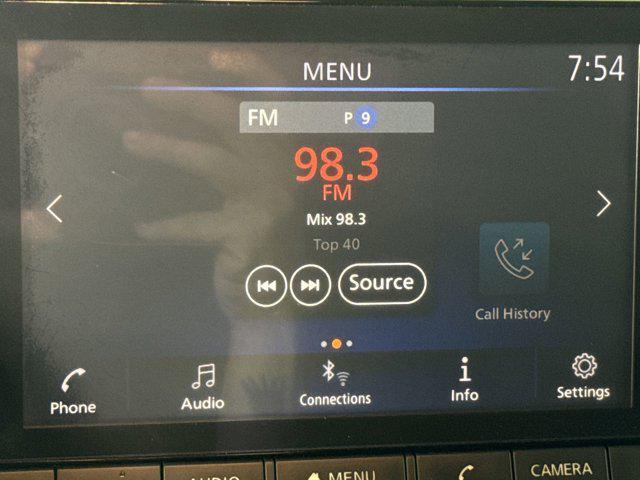 MENU
7:54
FM P 9
98.3
FM
Mix 98.3
Top 40
Source
Call History
Phone
Audio
Connections
Info
Settings
AUDIO
MENU
CAMERA